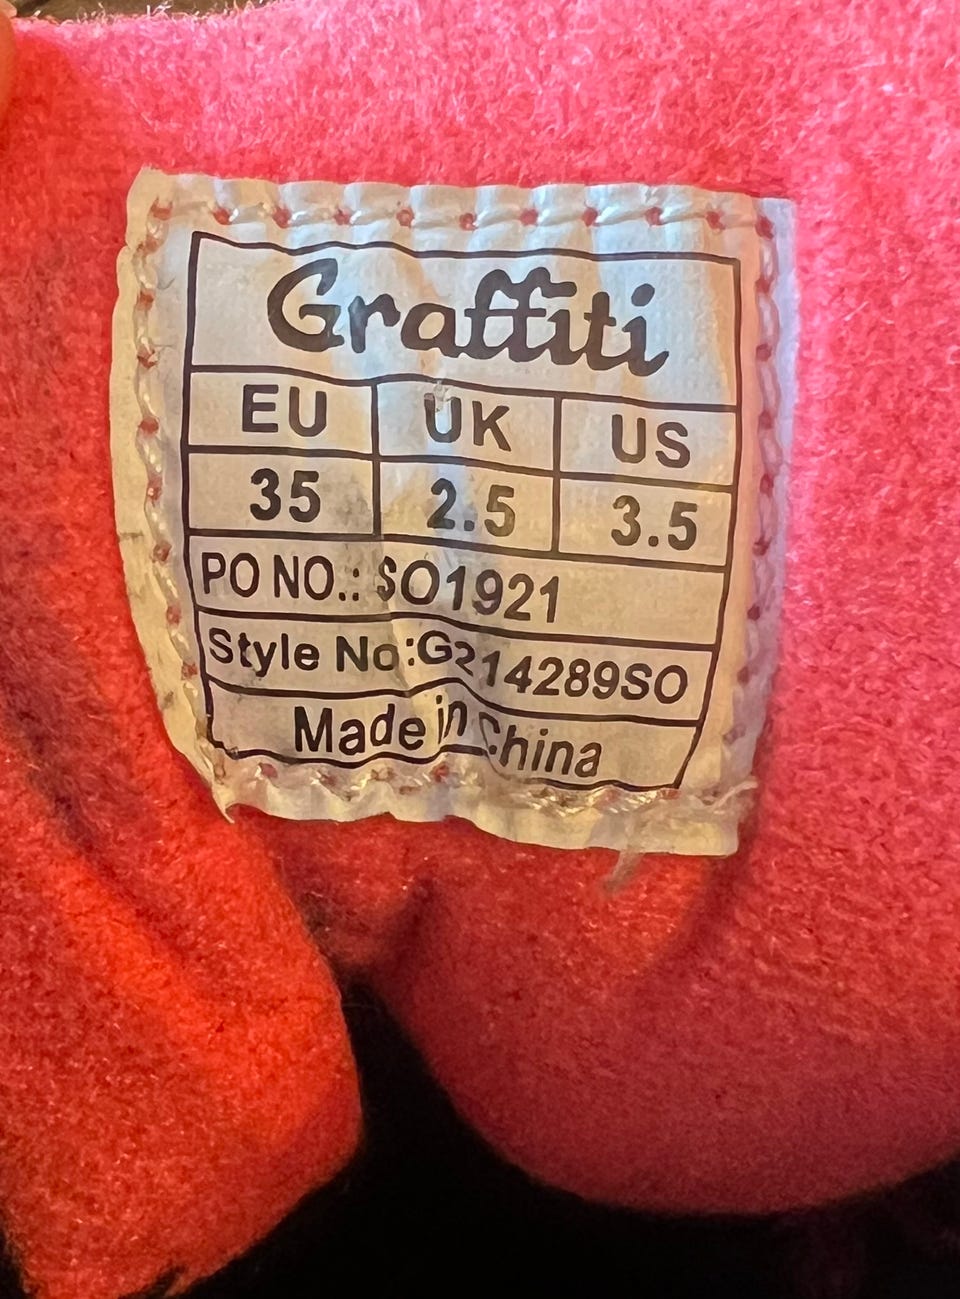 Graffiti
EU UK US
35 2.5 3.5
PO NO.: SO1921
Style No:G214289SO
Made in China